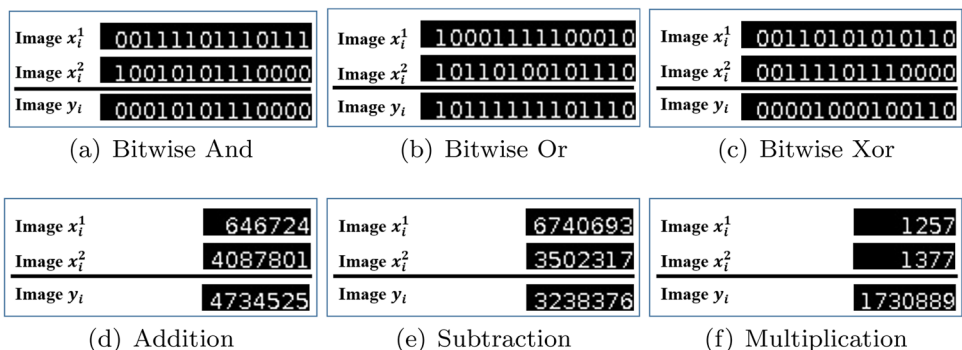 Image x_i^1 00111101110111
Image x_i^2 10010101110000
Image y_i 00010101110000
(a) Bitwise And
Image x_i^1 10001111100010
Image x_i^2 10110100101110
Image y_i 10111111101110
(b) Bitwise Or
Image x_i^1 00110101010110
Image x_i^2 00111101110000
Image y_i 00001000100110
(c) Bitwise Xor
Image x_i^1 646724
Image x_i^2 4087801
Image y_i 4734525
(d) Addition
Image x_i^1 6740693
Image x_i^2 3502317
Image y_i 3238376
(e) Subtraction
Image x_i^1 1257
Image x_i^2 1377
Image y_i 1730889
(f) Multiplication